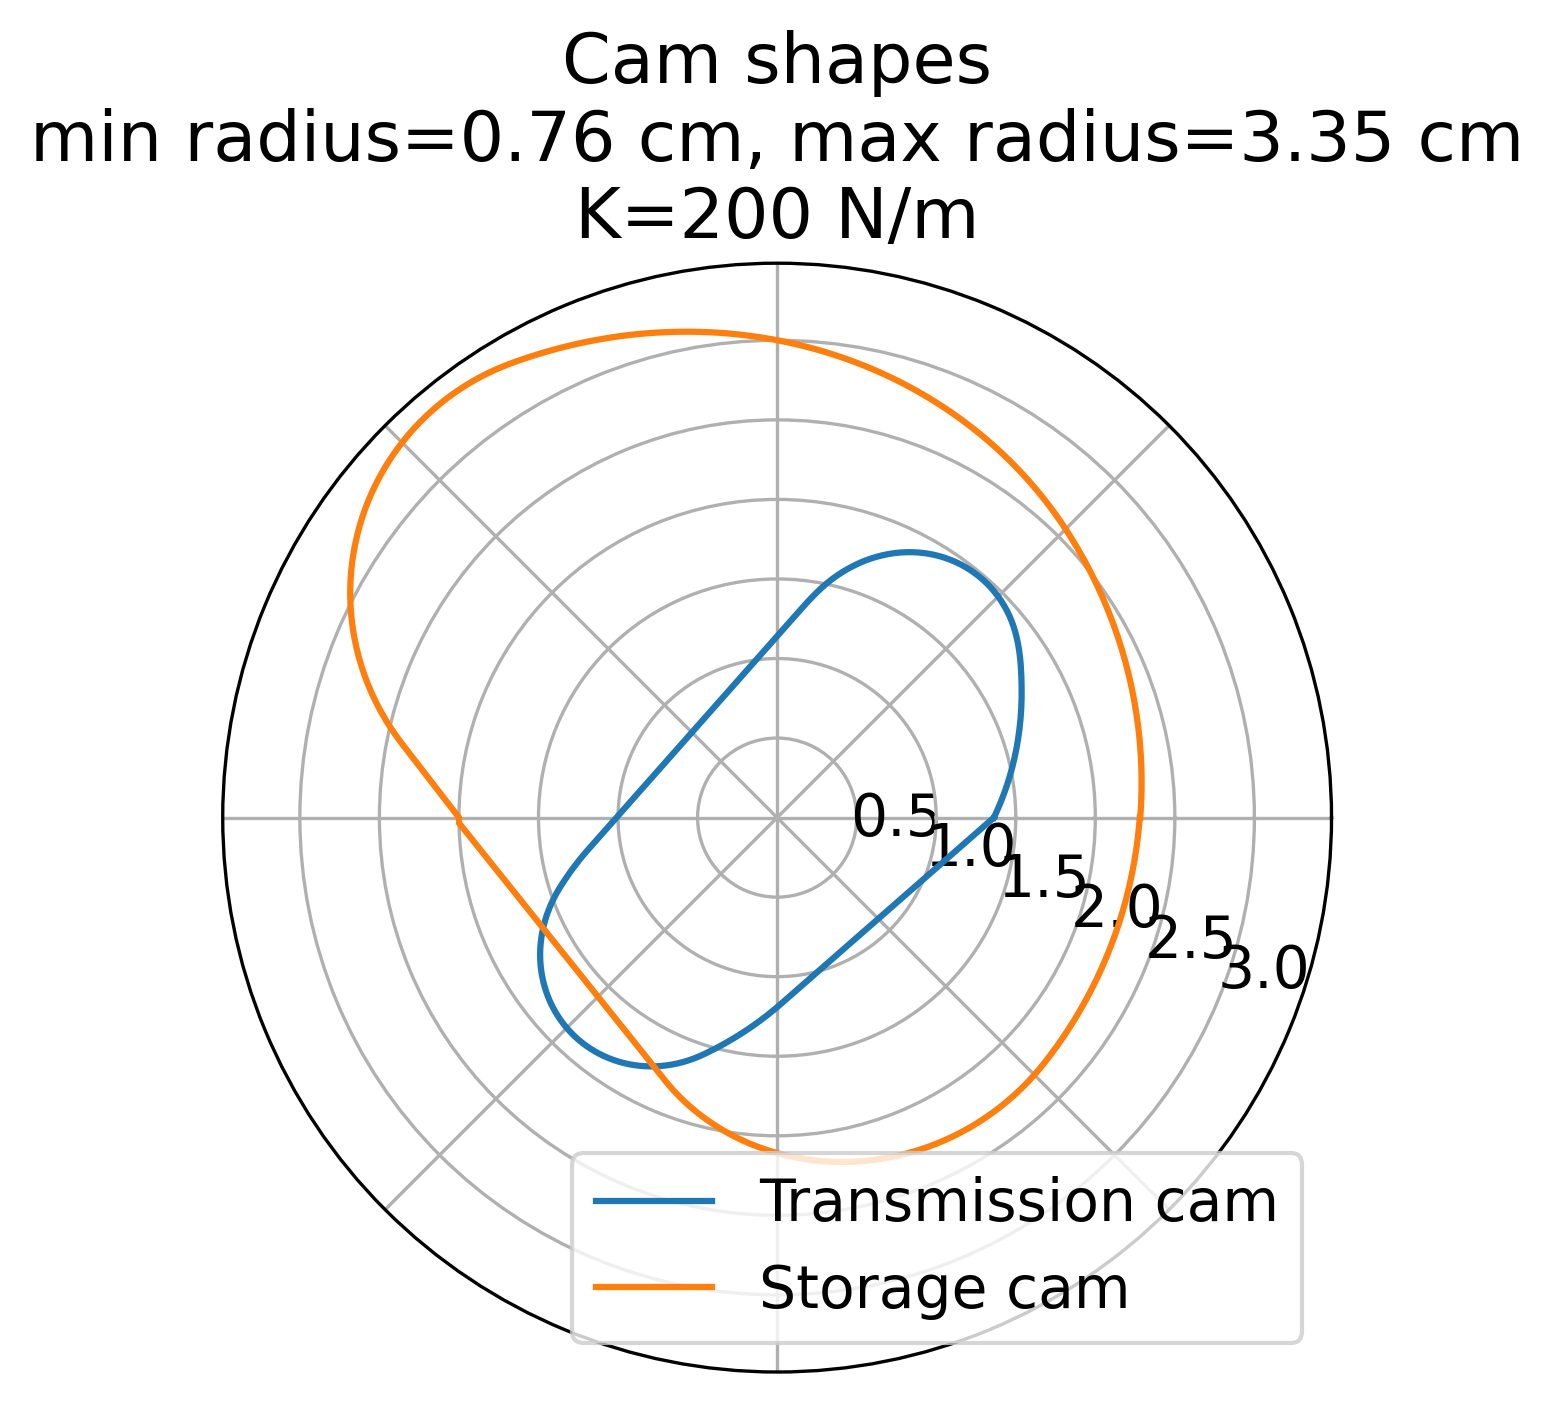 Cam shapes
min radius=0.76 cm, max radius=3.35 cm
K=200 N/m
0.5
1.0
1.5
2.0
2.5
3.0
Transmission cam
Storage cam